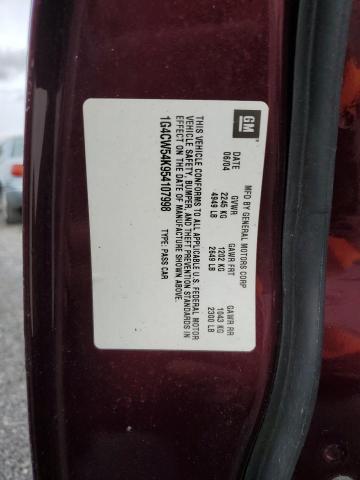 GM
MFD BY GENERAL MOTORS CORP
DATE GVWR GAWR FRT GAWR RR
06/04 2245 KG 1202 KG 1043 KG
4949 LB 2649 LB 2300 LB
THIS VEHICLE CONFORMS TO ALL APPLICABLE U.S. FEDERAL MOTOR
VEHICLE SAFETY, BUMPER, AND THEFT PREVENTION STANDARDS IN
EFFECT ON THE DATE OF MANUFACTURE SHOWN ABOVE.
1G4CW54K954107998 TYPE: PASS CAR